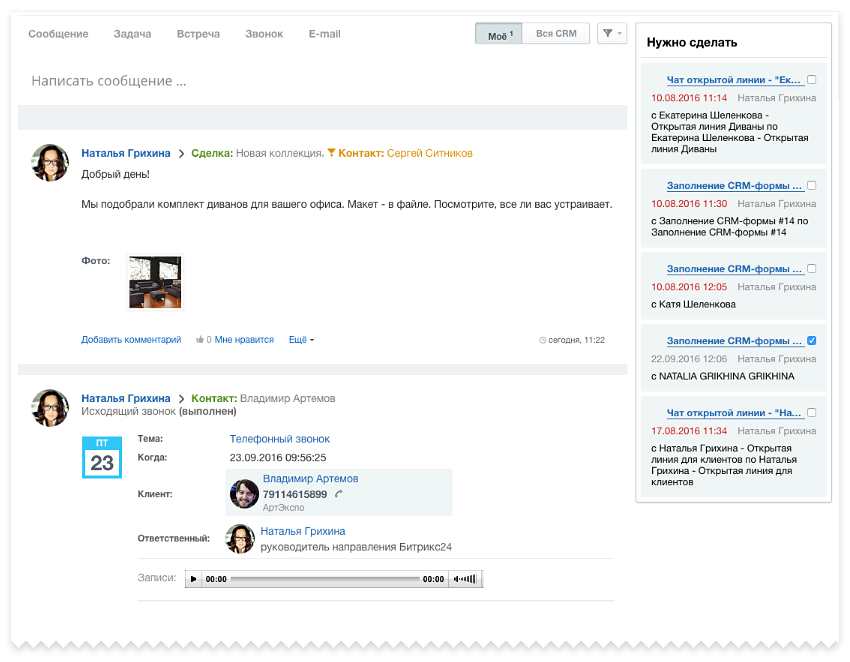 Сообщение Задача Встреча Звонок E-mail
Моё 1 Вся CRM
Написать сообщение ...
Наталья Грихина > Сделка: Новая коллекция, Контакт: Сергей Ситников
Добрый день!
Мы подобрали комплект диванов для вашего офиса. Макет - в файле. Посмотрите, все ли вас устраивает.
Фото:
Добавить комментарий 0 Мне нравится Ещё сегодня, 11:22
Наталья Грихина > Контакт: Владимир Артемов
Исходящий звонок (выполнен)
ПТ
23
Тема: Телефонный звонок
Когда: 23.09.2016 09:56:25
Клиент: Владимир Артемов
79114615899
АртЭкспо
Ответственный: Наталья Грихина
руководитель направления Битрикс24
Записи: 00:00 00:00
Нужно сделать
Чат открытой линии - "Ек...
10.08.2016 11:14 Наталья Грихина
с Екатерина Шеленкова -
Открытая линия Диваны по
Екатерина Шеленкова - Открытая
линия Диваны
Заполнение CRM-формы ...
10.08.2016 11:30 Наталья Грихина
с Заполнение CRM-формы #14 по
Заполнение CRM-формы #14
Заполнение CRM-формы ...
10.08.2016 12:05 Наталья Грихина
с Катя Шеленкова
Заполнение CRM-формы ...
22.09.2016 12:06 Наталья Грихина
с NATALIA GRIKHINA GRIKHINA
Чат открытой линии - "На...
17.08.2016 11:34 Наталья Грихина
с Наталья Грихина - Открытая
линия для клиентов по Наталья
Грихина - Открытая линия для
клиентов